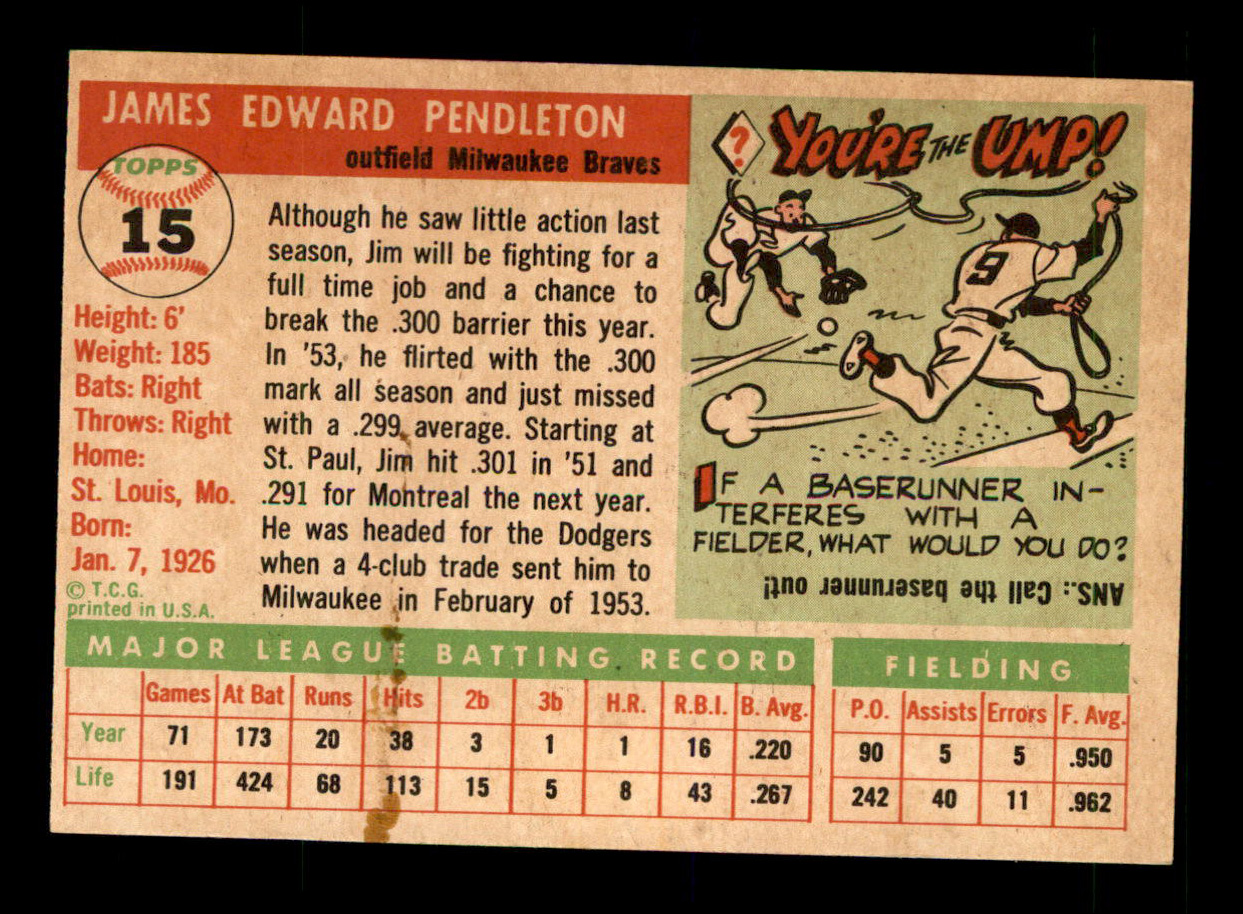 JAMES EDWARD PENDLETON
outfield Milwaukee Braves
TOPPS
15
Height: 6'
Weight: 185
Bats: Right
Throws: Right
Home:
St. Louis, Mo.
Born:
Jan. 7, 1926
© T.C.G.
printed in U.S.A.
Although he saw little action last
season, Jim will be fighting for a
full time job and a chance to
break the .300 barrier this year.
In '53, he flirted with the .300
mark all season and just missed
with a .299 average. Starting at
St. Paul, Jim hit .301 in '51 and
.291 for Montreal the next year.
He was headed for the Dodgers
when a 4-club trade sent him to
Milwaukee in February of 1953.
?
YOU'RE THE UMP!
9
IF A BASERUNNER IN-
TERFERES WITH A
FIELDER, WHAT WOULD YOU DO?
ANS.: Call the baserunner out!
MAJOR LEAGUE BATTING RECORD
Games At Bat Runs Hits 2b 3b H.R. R.B.I. B. Avg.
Year 71 173 20 38 3 1 1 16 .220
Life 191 424 68 113 15 5 8 43 .267
FIELDING
P.O. Assists Errors F. Avg.
90 5 5 .950
242 40 11 .962